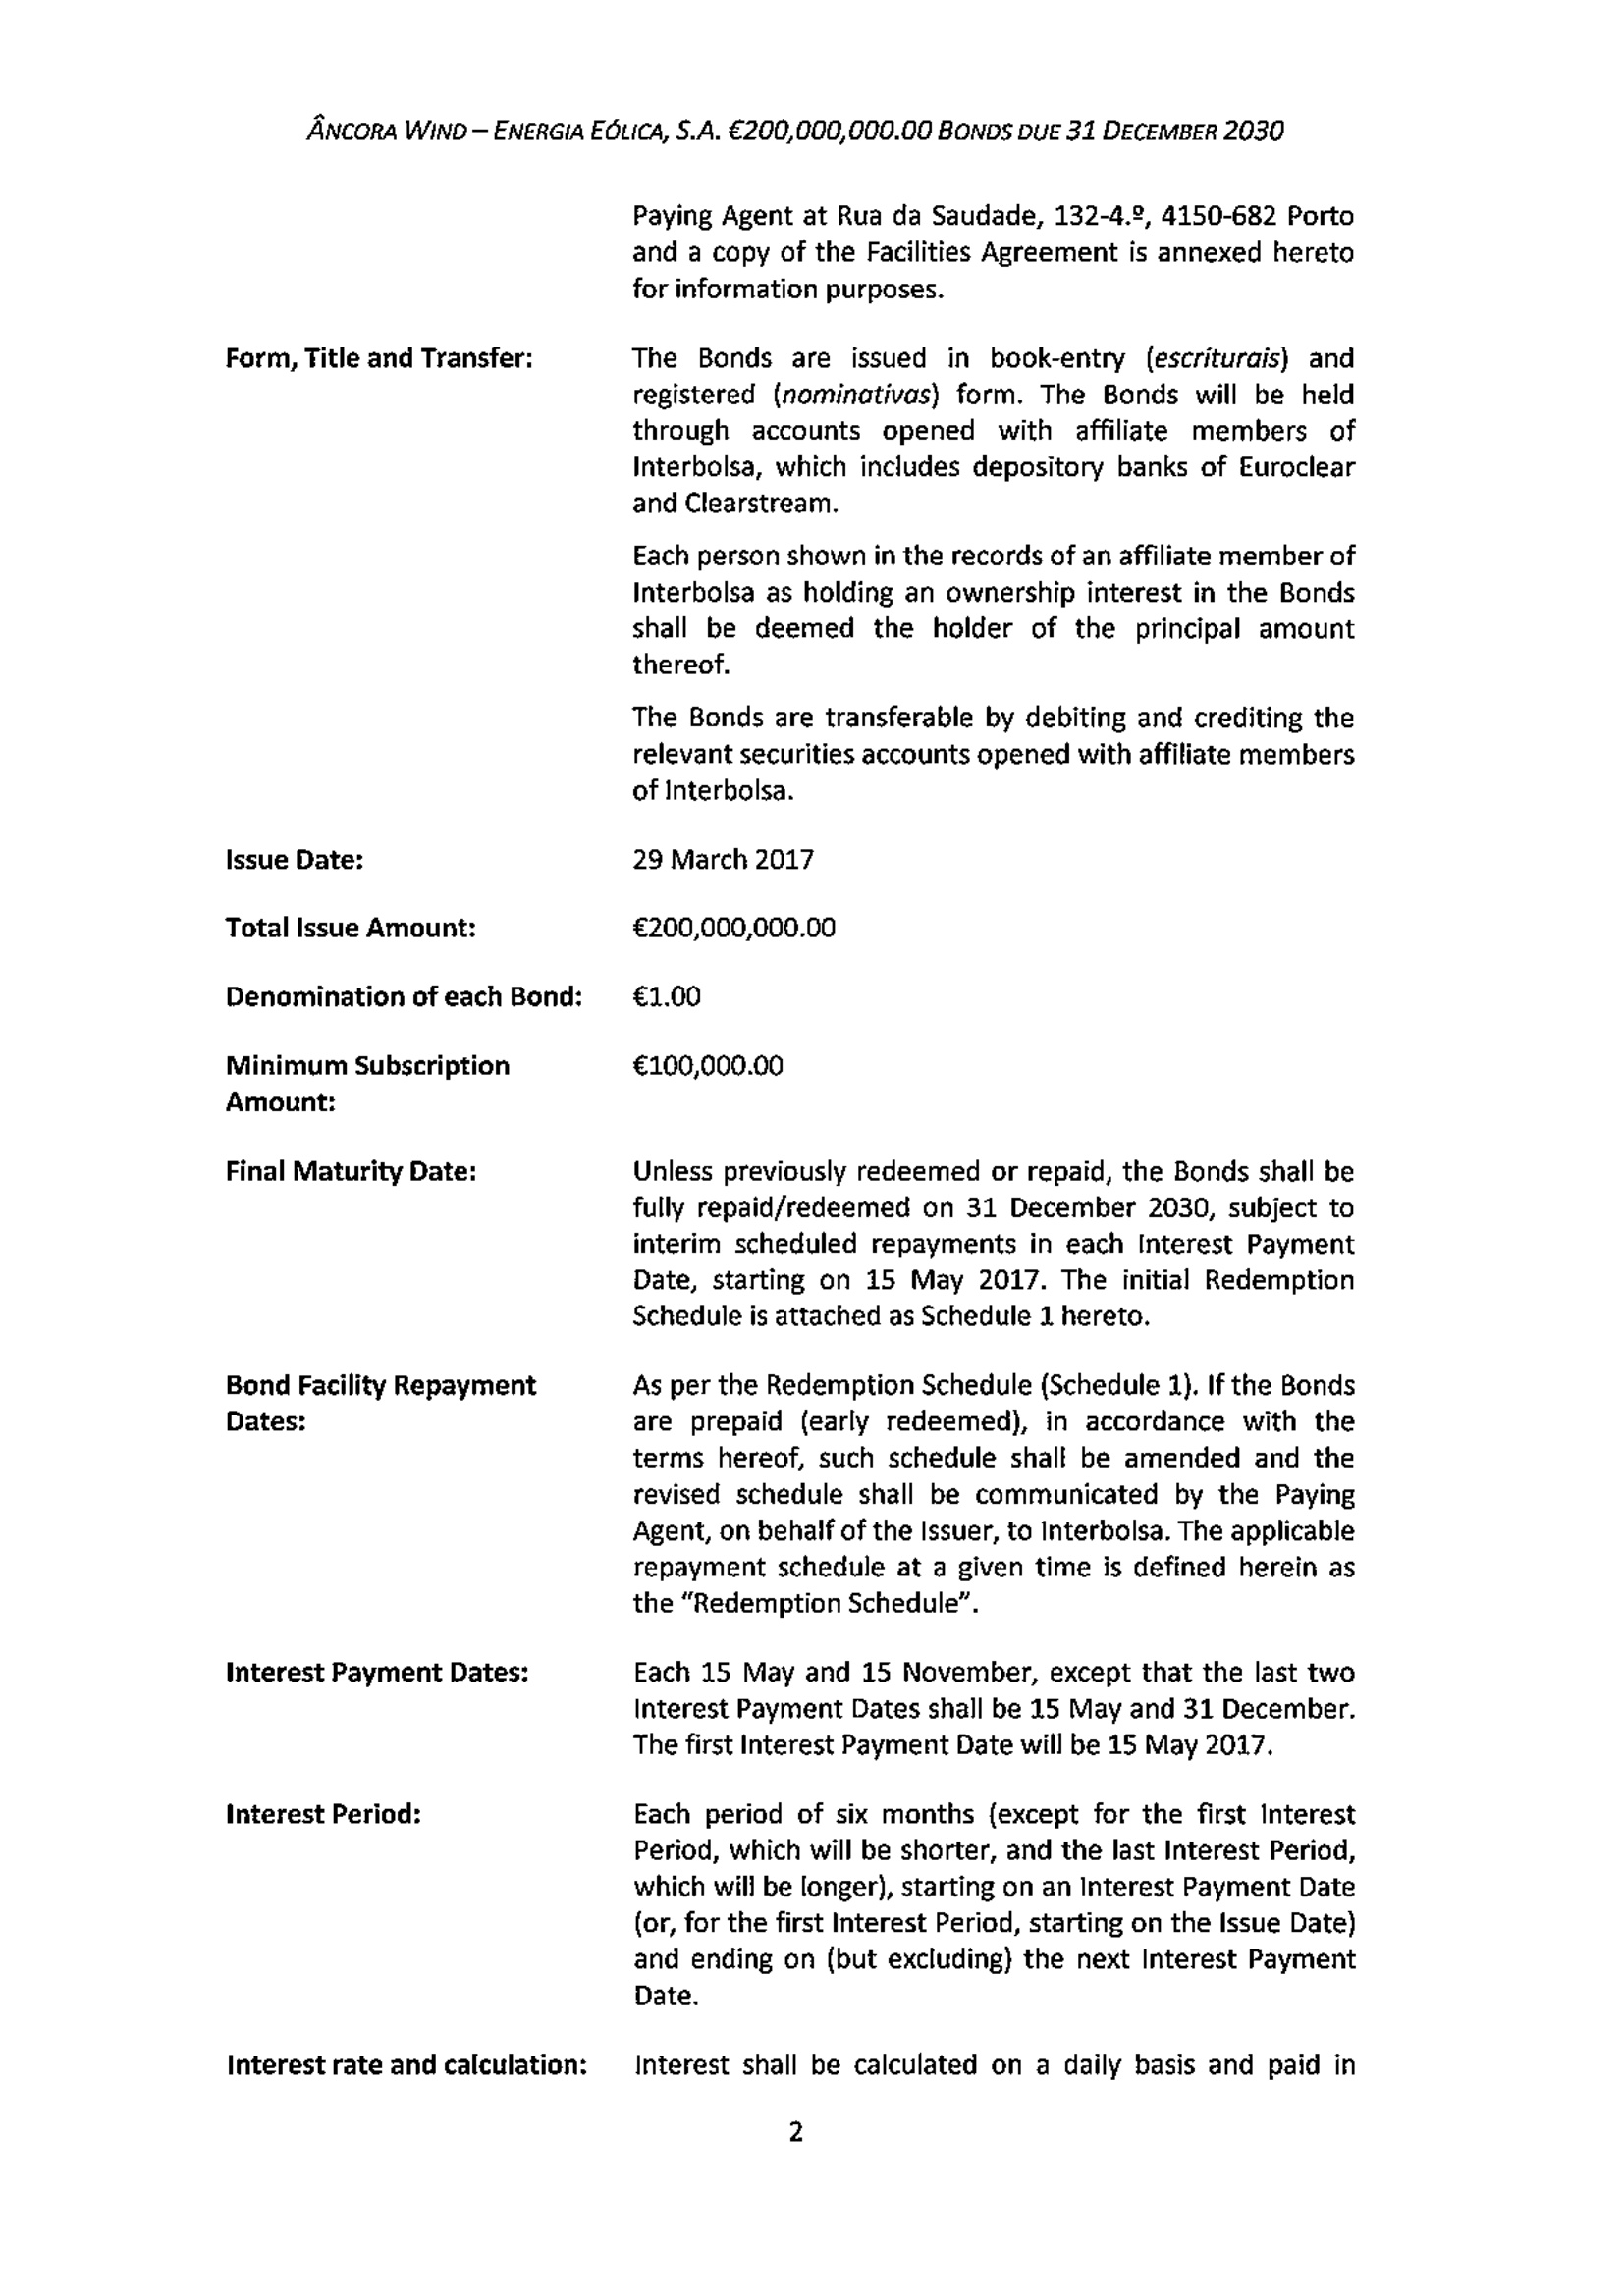 ÂNCORA WIND – ENERGIA EÓLICA, S.A. €200,000,000.00 BONDS DUE 31 DECEMBER 2030
Paying Agent at Rua da Saudade, 132-4.º, 4150-682 Porto
and a copy of the Facilities Agreement is annexed hereto
for information purposes.
Form, Title and Transfer: The Bonds are issued in book-entry (escriturais) and
registered (nominativas) form. The Bonds will be held
through accounts opened with affiliate members of
Interbolsa, which includes depository banks of Euroclear
and Clearstream.
Each person shown in the records of an affiliate member of
Interbolsa as holding an ownership interest in the Bonds
shall be deemed the holder of the principal amount
thereof.
The Bonds are transferable by debiting and crediting the
relevant securities accounts opened with affiliate members
of Interbolsa.
Issue Date: 29 March 2017
Total Issue Amount: €200,000,000.00
Denomination of each Bond: €1.00
Minimum Subscription €100,000.00
Amount:
Final Maturity Date: Unless previously redeemed or repaid, the Bonds shall be
fully repaid/redeemed on 31 December 2030, subject to
interim scheduled repayments in each Interest Payment
Date, starting on 15 May 2017. The initial Redemption
Schedule is attached as Schedule 1 hereto.
Bond Facility Repayment As per the Redemption Schedule (Schedule 1). If the Bonds
Dates: are prepaid (early redeemed), in accordance with the
terms hereof, such schedule shall be amended and the
revised schedule shall be communicated by the Paying
Agent, on behalf of the Issuer, to Interbolsa. The applicable
repayment schedule at a given time is defined herein as
the "Redemption Schedule".
Interest Payment Dates: Each 15 May and 15 November, except that the last two
Interest Payment Dates shall be 15 May and 31 December.
The first Interest Payment Date will be 15 May 2017.
Interest Period: Each period of six months (except for the first Interest
Period, which will be shorter, and the last Interest Period,
which will be longer), starting on an Interest Payment Date
(or, for the first Interest Period, starting on the Issue Date)
and ending on (but excluding) the next Interest Payment
Date.
Interest rate and calculation: Interest shall be calculated on a daily basis and paid in
2